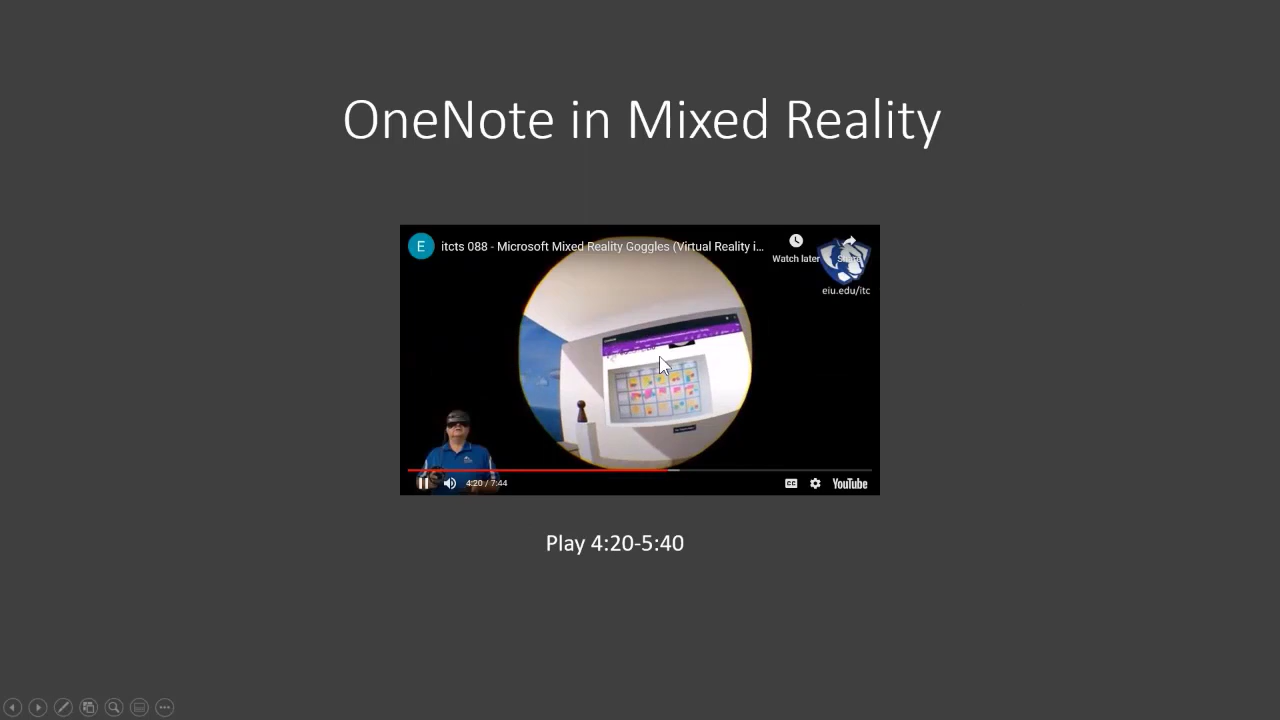 OneNote in Mixed Reality
E
itcts 088 - Microsoft Mixed Reality Goggles (Virtual Reality i...
Watch later
Share
eiu.edu/itc
4:20 / 7:44
CC
YouTube
Play 4:20-5:40